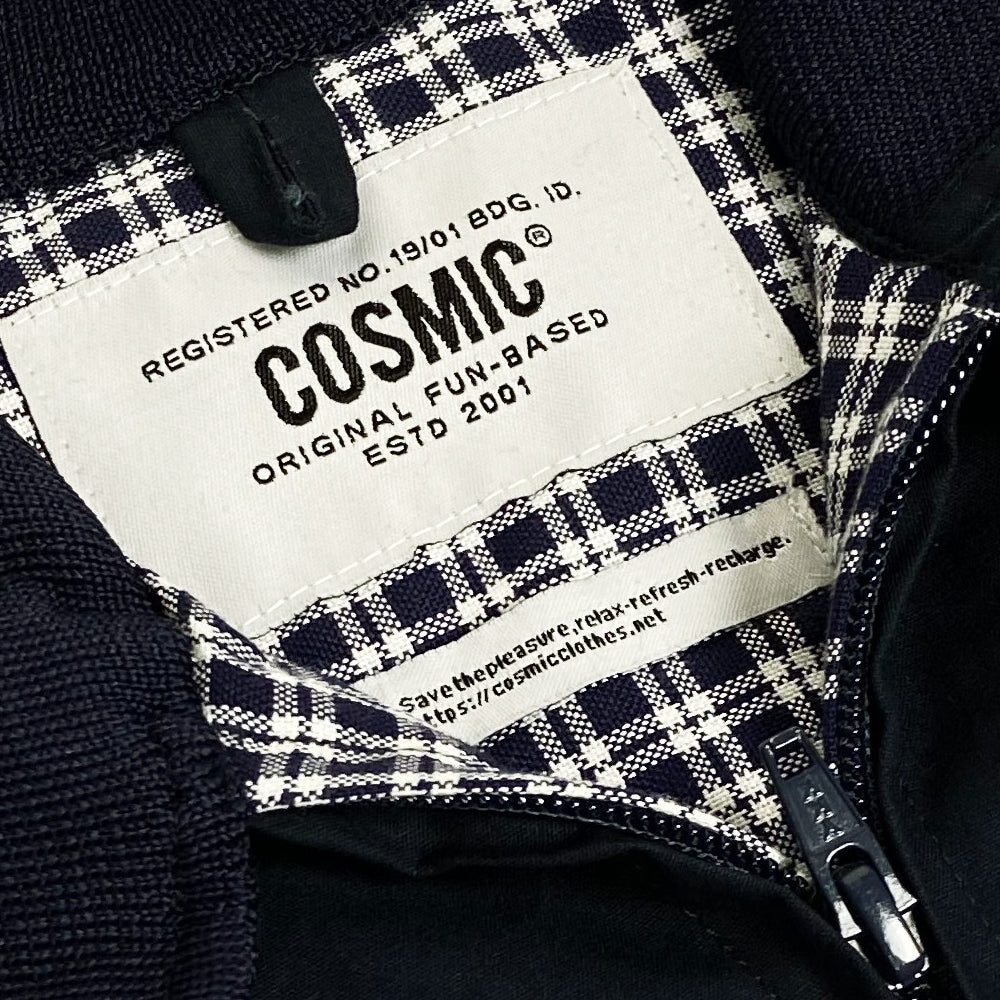 REGISTERED NO.19/01 BDG. ID.
COSMIC®
ORIGINAL FUN-BASED
ESTD 2001
Save the pleasure, relax-refresh-recharge.
ttps://cosmicclothes.net